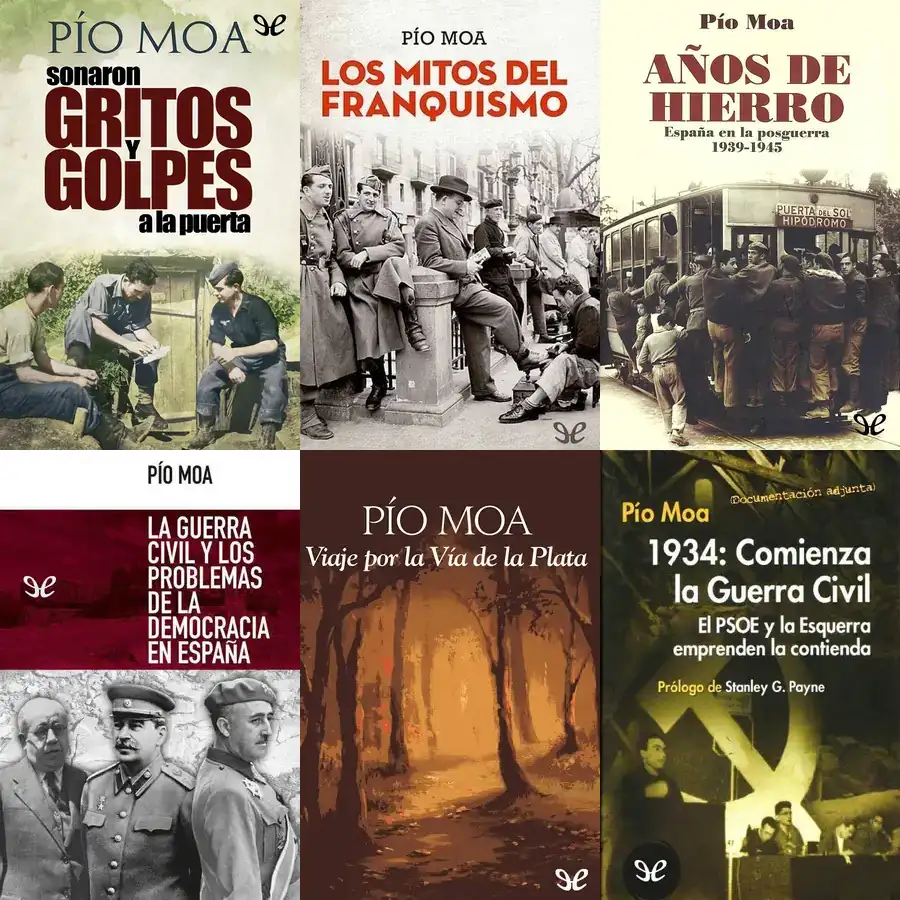 PÍO MOA
sonaron
GRITOS
Y
GOLPES
a la puerta
PÍO MOA
LOS MITOS DEL
FRANQUISMO
Pío Moa
AÑOS DE
HIERRO
España en la posguerra
1939-1945
PUERTA DEL SOL
HIPÓDROMO
PÍO MOA
LA GUERRA
CIVIL Y LOS
PROBLEMAS
DE LA
DEMOCRACIA
EN ESPAÑA
PÍO MOA
Viaje por la Vía de la Plata
(Documentación adjunta)
Pío Moa
1934: Comienza
la Guerra Civil
El PSOE y la Esquerra
emprenden la contienda
Prólogo de Stanley G. Payne